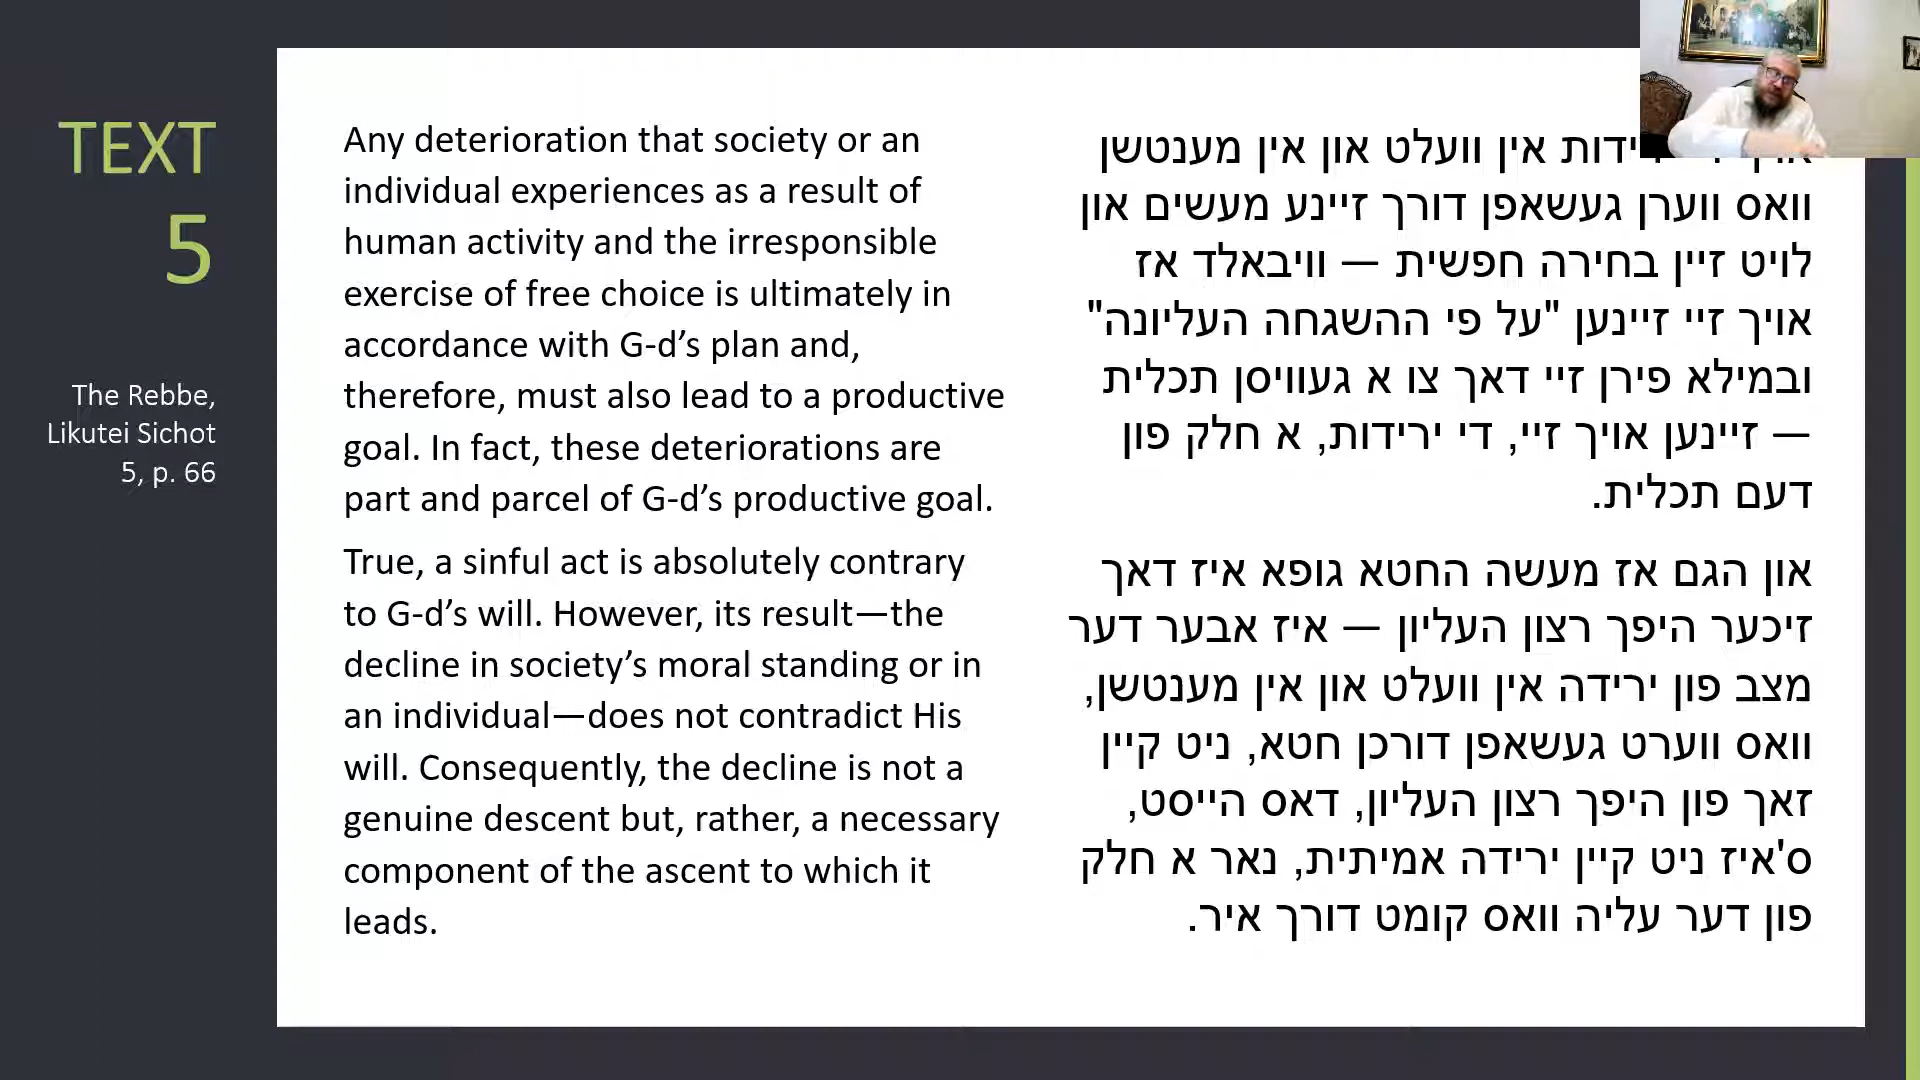 TEXT
5
The Rebbe,
Likutei Sichot
5, p. 66
Any deterioration that society or an
individual experiences as a result of
human activity and the irresponsible
exercise of free choice is ultimately in
accordance with G-d’s plan and,
therefore, must also lead to a productive
goal. In fact, these deteriorations are
part and parcel of G-d’s productive goal.
True, a sinful act is absolutely contrary
to G-d’s will. However, its result—the
decline in society’s moral standing or in
an individual—does not contradict His
will. Consequently, the decline is not a
genuine descent but, rather, a necessary
component of the ascent to which it
leads.
אין וועלט און אין מענטשן
וואס ווערן געשאפן דורך זיינע מעשים און
לויט זיין בחירה חפשית — וויבאלד אז
אויך זיי זיינען "על פי ההשגחה העליונה"
ובמילא פירן זיי דאך צו א געוויסן תכלית
— זיינען אויך זיי, די ירידות, א חלק פון
דעם תכלית.
און הגם אז מעשה החטא גופא איז דאך
זיכער היפך רצון העליון — איז אבער דער
מצב פון ירידה אין וועלט און אין מענטשן,
וואס ווערט געשאפן דורכן חטא, ניט קיין
זאך פון היפך רצון העליון, דאס הייסט,
ס'איז ניט קיין ירידה אמיתית, נאר א חלק
פון דער עליה וואס קומט דורך איר.